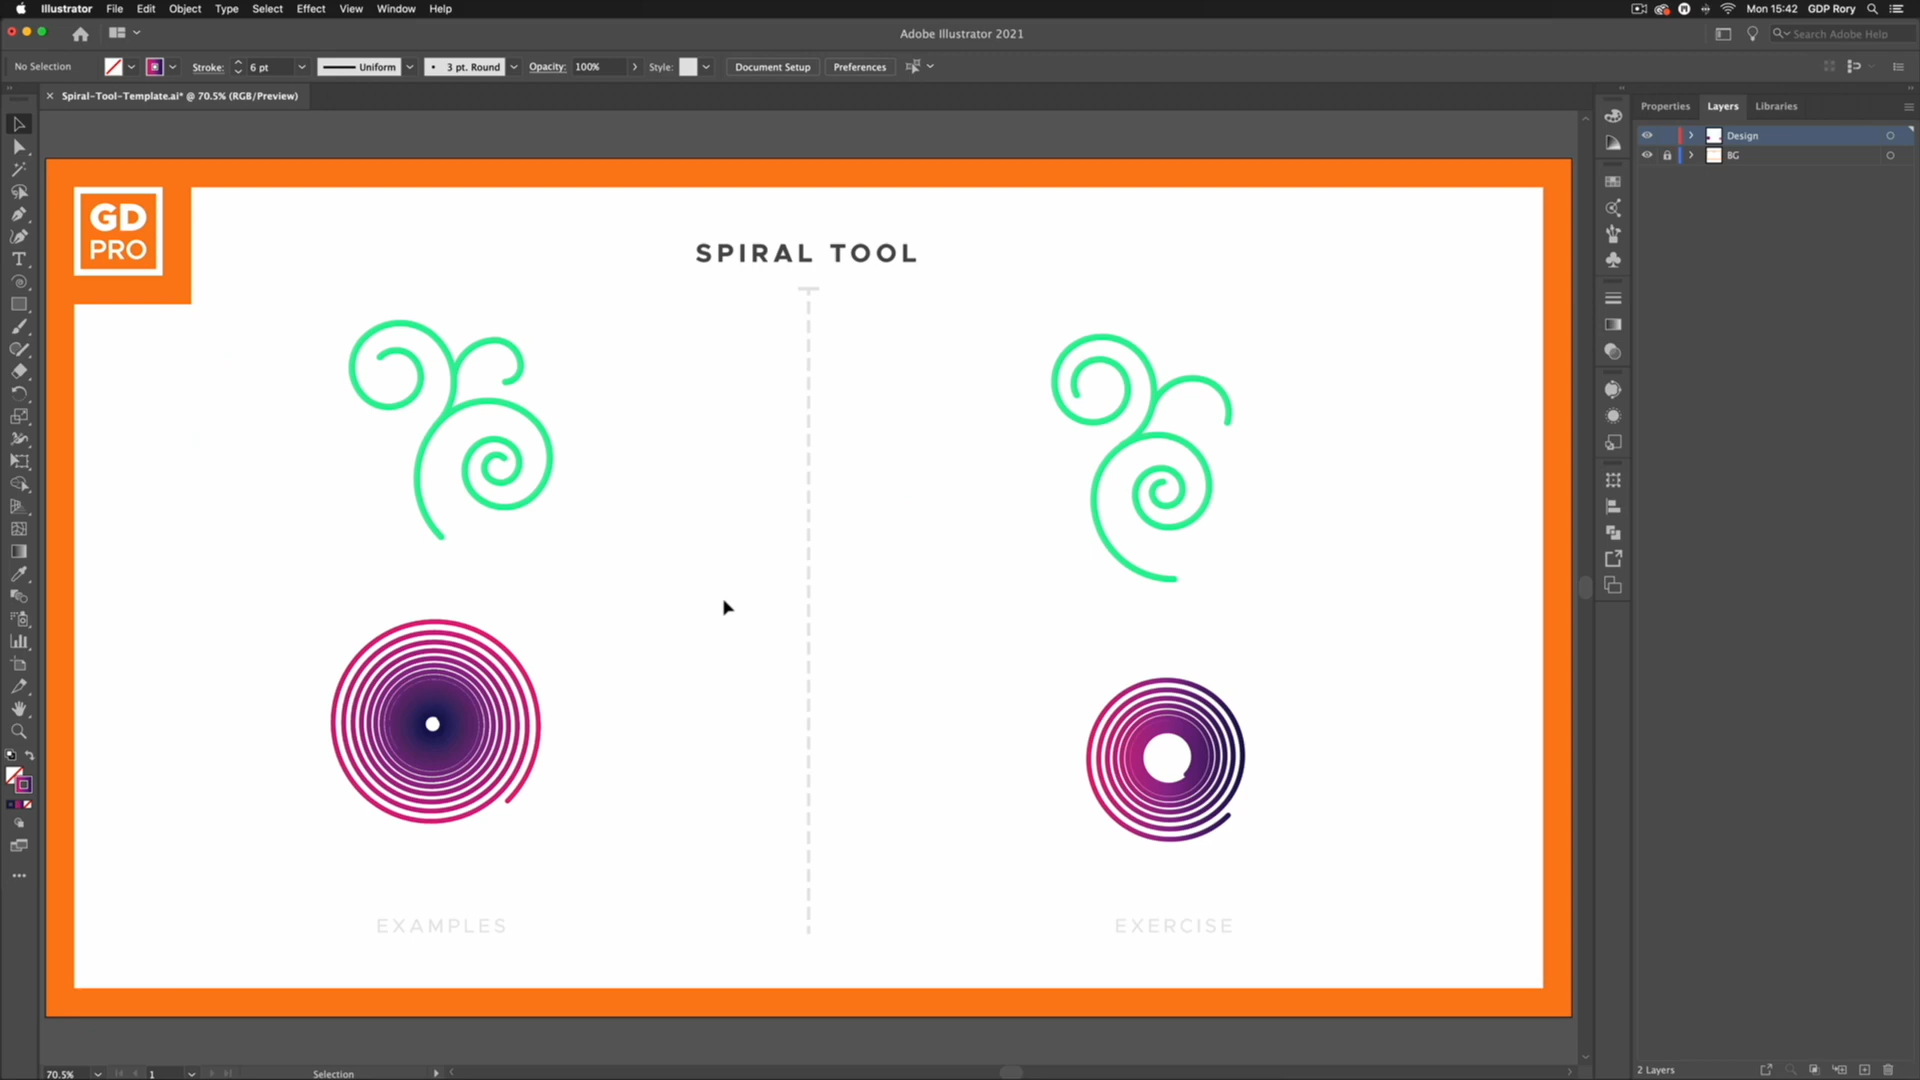 Illustrator File Edit Object Type Select Effect View Window Help
Mon 15:42 GDP Rory
Adobe Illustrator 2021
Search Adobe Help
No Selection
Stroke: 6 pt
Uniform
3 pt. Round
Opacity: 100%
Style:
Document Setup
Preferences
Spiral-Tool-Template.ai* @ 70.5% (RGB/Preview)
Properties Layers Libraries
Design
BG
GD
PRO
SPIRAL TOOL
EXAMPLES
EXERCISE
70.5%
1
Selection
2 Layers